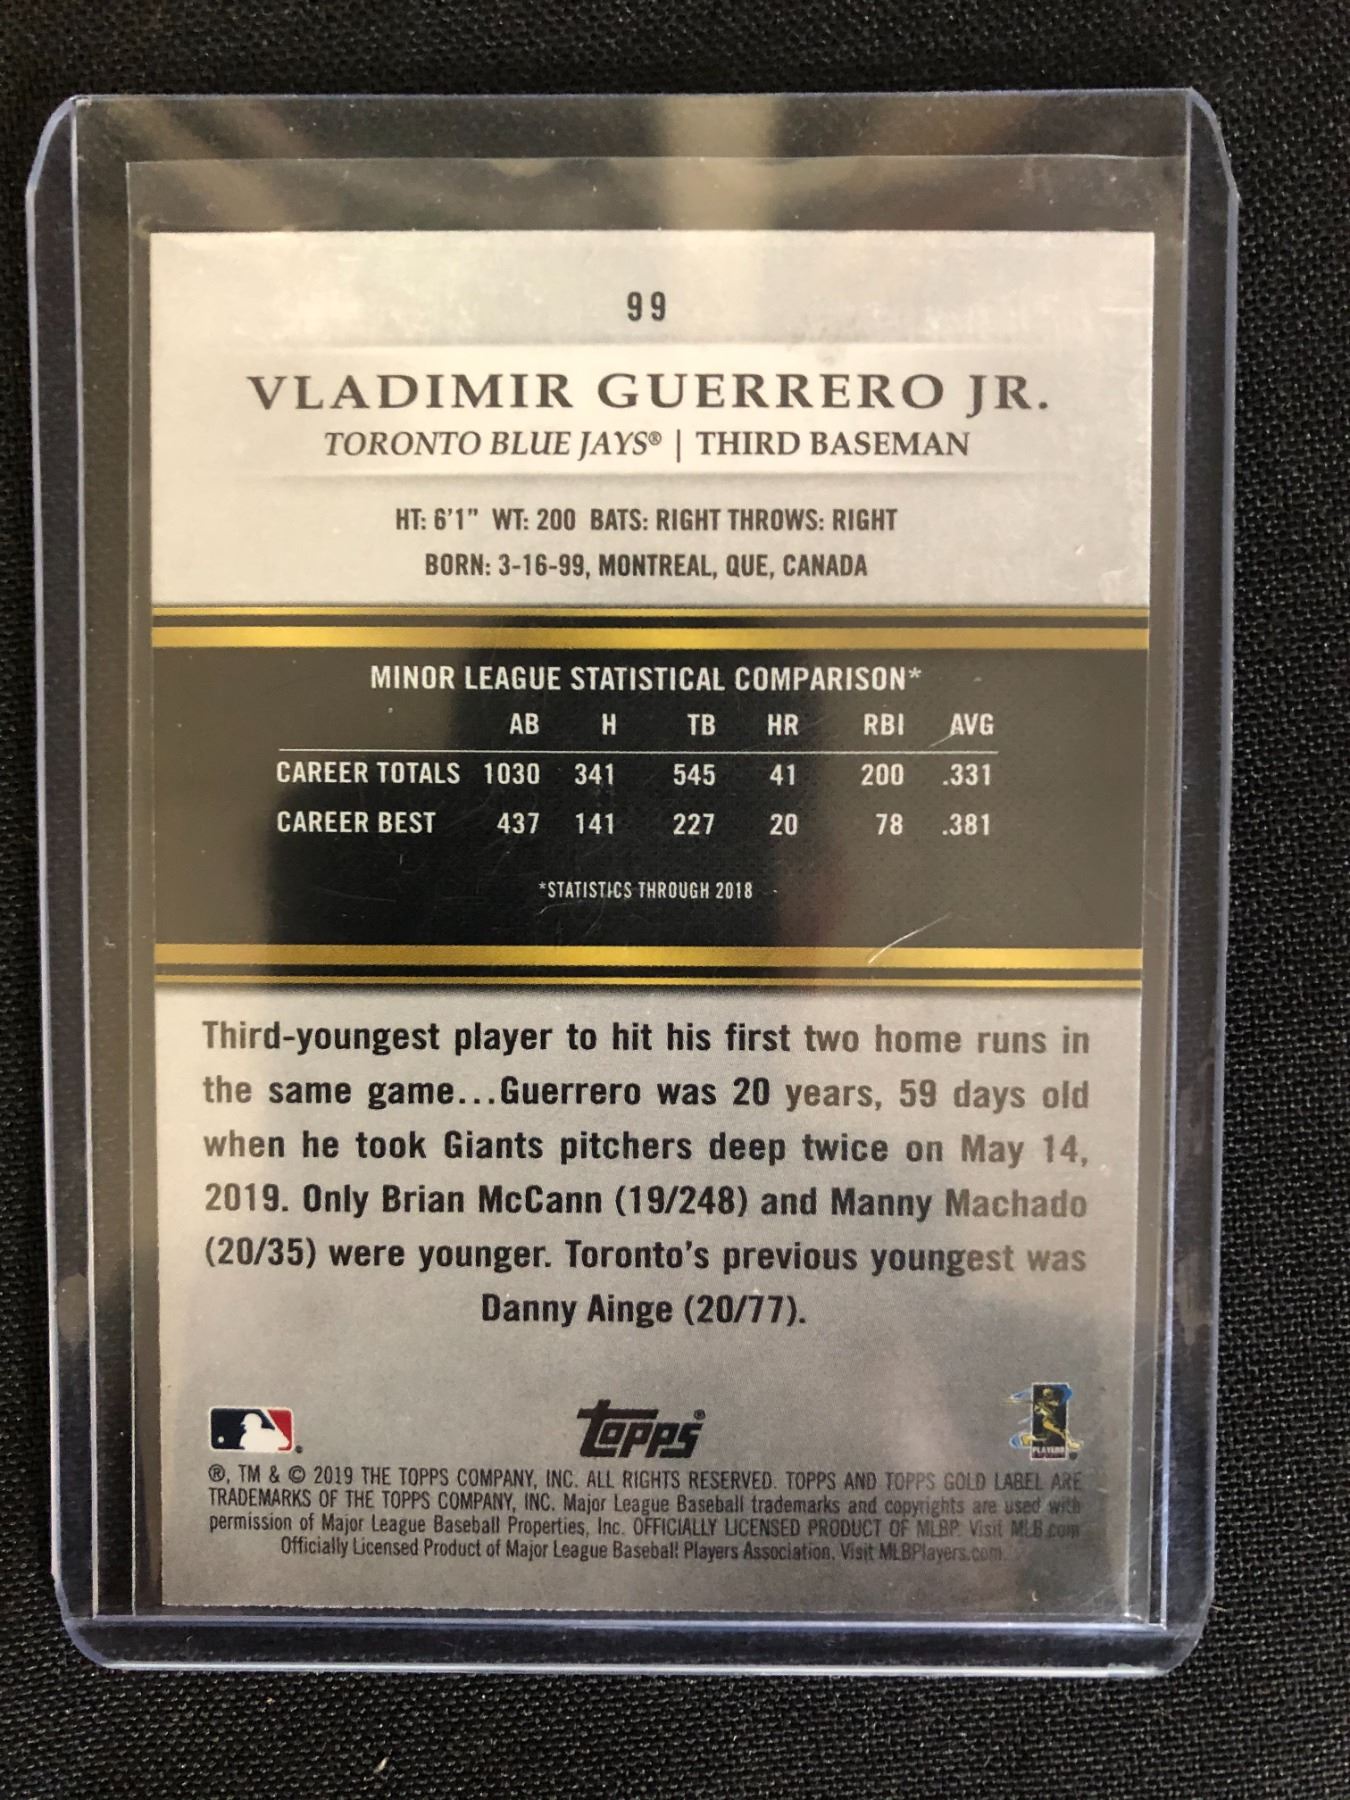 99
VLADIMIR GUERRERO JR.
TORONTO BLUE JAYS® | THIRD BASEMAN
HT: 6'1" WT: 200 BATS: RIGHT THROWS: RIGHT
BORN: 3-16-99, MONTREAL, QUE, CANADA
MINOR LEAGUE STATISTICAL COMPARISON*
AB H TB HR RBI AVG
CAREER TOTALS 1030 341 545 41 200 .331
CAREER BEST 437 141 227 20 78 .381
*STATISTICS THROUGH 2018
Third-youngest player to hit his first two home runs in
the same game...Guerrero was 20 years, 59 days old
when he took Giants pitchers deep twice on May 14,
2019. Only Brian McCann (19/248) and Manny Machado
(20/35) were younger. Toronto's previous youngest was
Danny Ainge (20/77).
Topps®
PLAYERS
®, TM & © 2019 THE TOPPS COMPANY, INC. ALL RIGHTS RESERVED. TOPPS AND TOPPS GOLD LABEL ARE
TRADEMARKS OF THE TOPPS COMPANY, INC. Major League Baseball trademarks and copyrights are used with
permission of Major League Baseball Properties, Inc. OFFICIALLY LICENSED PRODUCT OF MLBP. Visit MLB.com
Officially Licensed Product of Major League Baseball Players Association. Visit MLBPlayers.com.